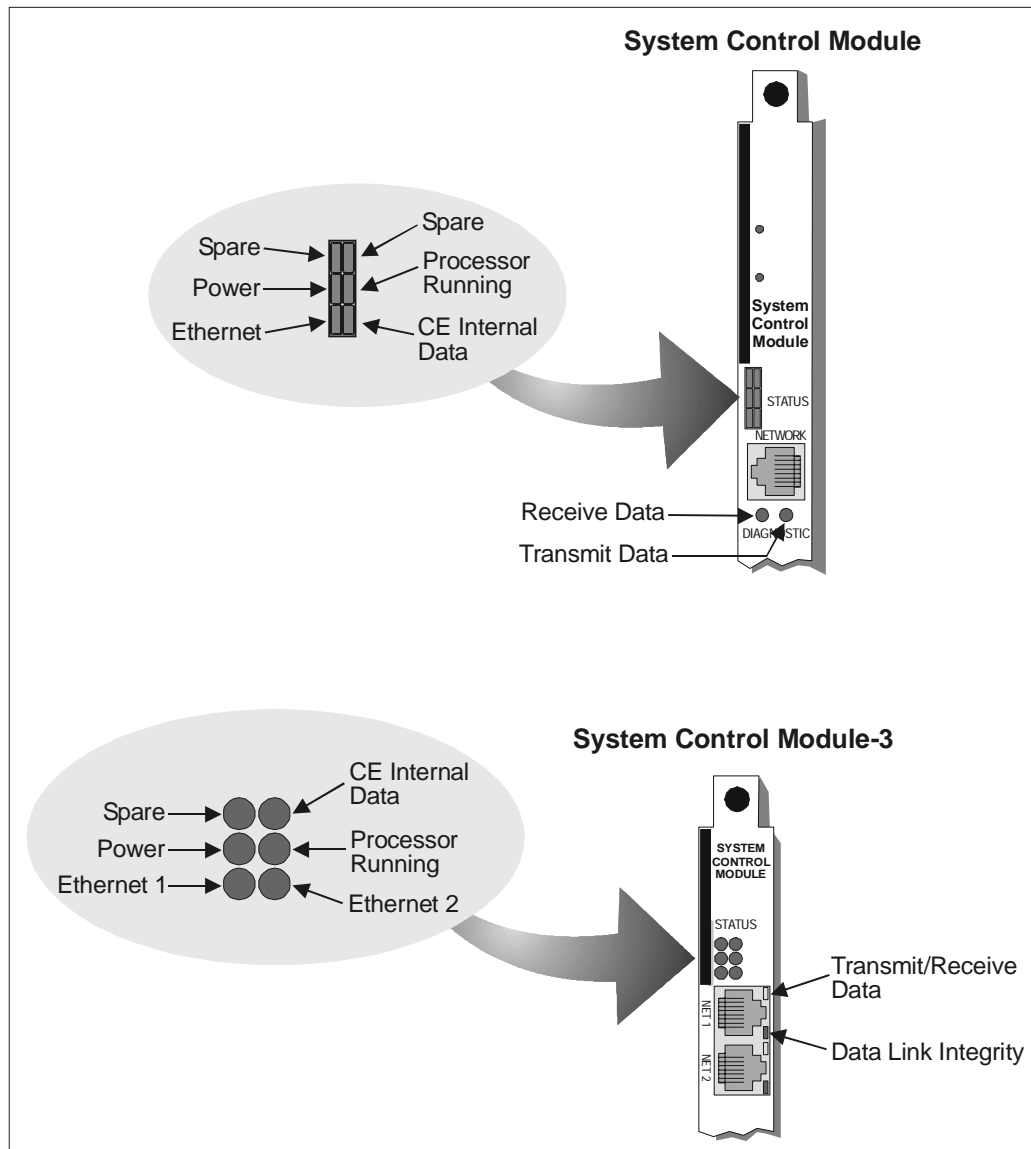 System Control Module
Spare
Spare
Power
Processor
Running
Ethernet
CE Internal
Data
System
Control
Module
STATUS
NETWORK
Receive Data
DIAGNOSTIC
Transmit Data
System Control Module-3
CE Internal
Data
Spare
Power
Processor
Running
Ethernet 1
Ethernet 2
SYSTEM
CONTROL
MODULE
STATUS
NET 1
NET 2
Transmit/Receive
Data
Data Link Integrity